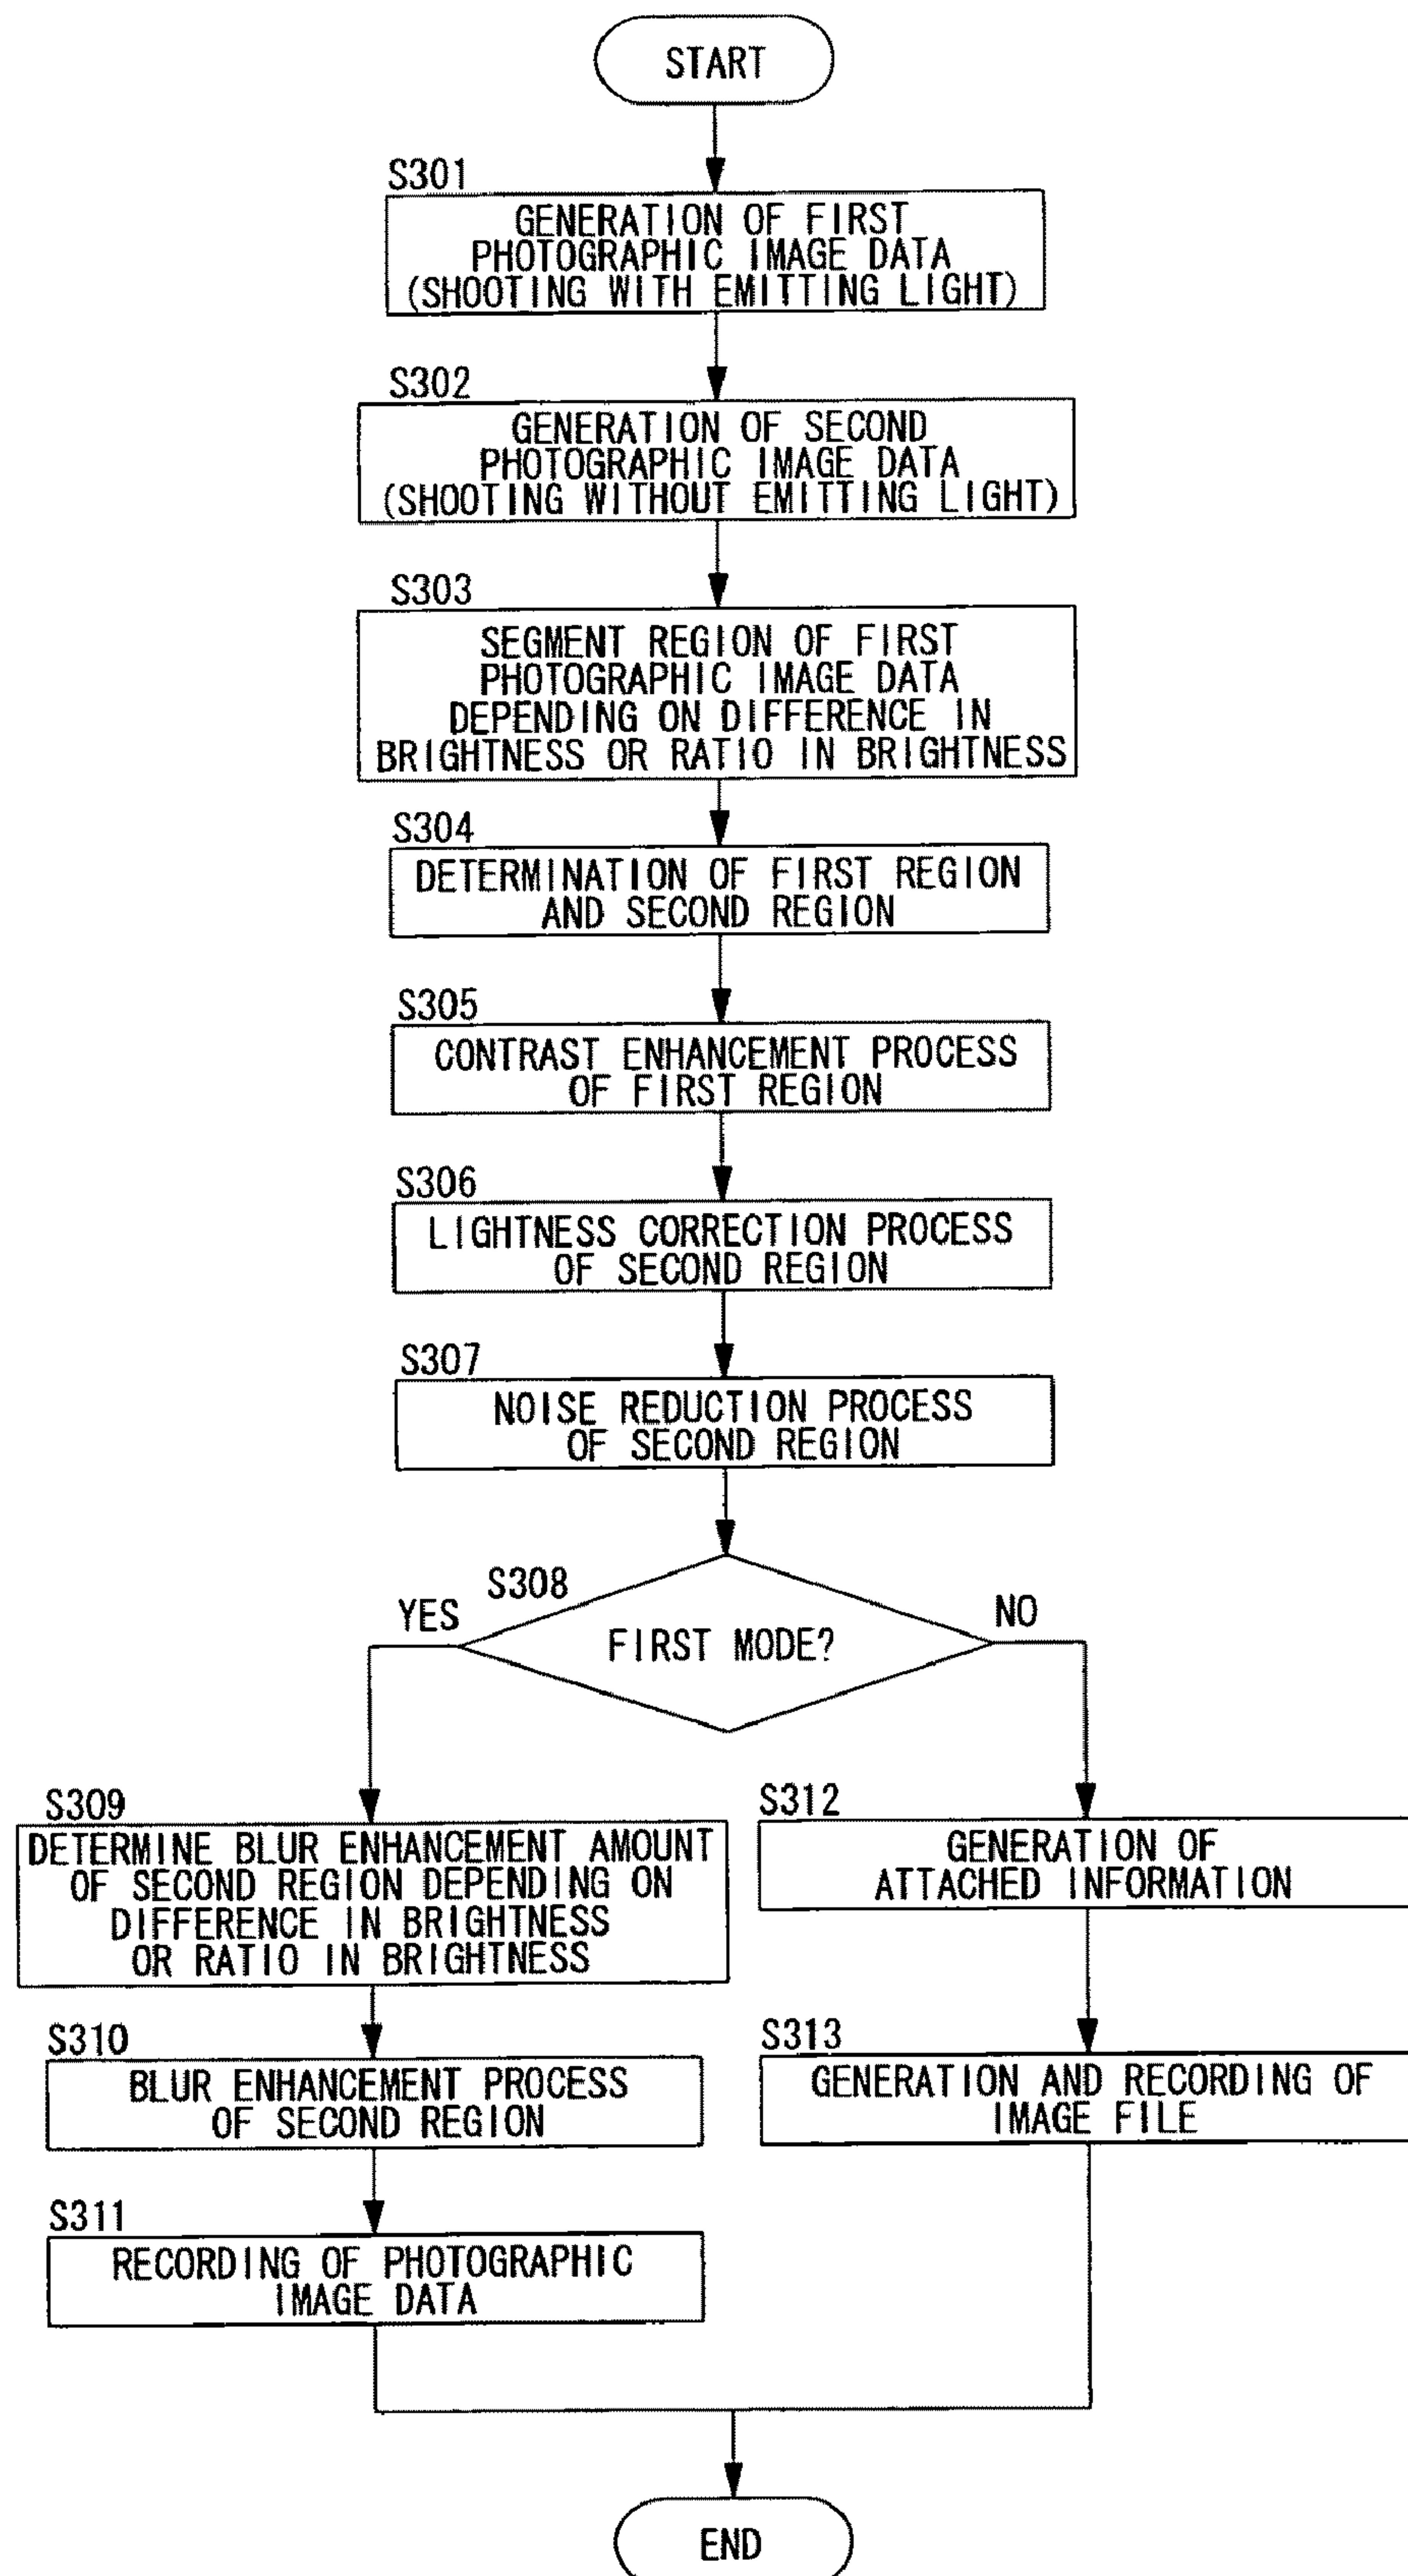 START
S301
GENERATION OF FIRST
PHOTOGRAPHIC IMAGE DATA
(SHOOTING WITH EMITTING LIGHT)
S302
GENERATION OF SECOND
PHOTOGRAPHIC IMAGE DATA
(SHOOTING WITHOUT EMITTING LIGHT)
S303
SEGMENT REGION OF FIRST
PHOTOGRAPHIC IMAGE DATA
DEPENDING ON DIFFERENCE IN
BRIGHTNESS OR RATIO IN BRIGHTNESS
S304
DETERMINATION OF FIRST REGION
AND SECOND REGION
S305
CONTRAST ENHANCEMENT PROCESS
OF FIRST REGION
S306
LIGHTNESS CORRECTION PROCESS
OF SECOND REGION
S307
NOISE REDUCTION PROCESS
OF SECOND REGION
S308
YES
NO
FIRST MODE?
S309
DETERMINE BLUR ENHANCEMENT AMOUNT
OF SECOND REGION DEPENDING ON
DIFFERENCE IN BRIGHTNESS
OR RATIO IN BRIGHTNESS
S310
BLUR ENHANCEMENT PROCESS
OF SECOND REGION
S311
RECORDING OF PHOTOGRAPHIC
IMAGE DATA
S312
GENERATION OF
ATTACHED INFORMATION
S313
GENERATION AND RECORDING OF
IMAGE FILE
END